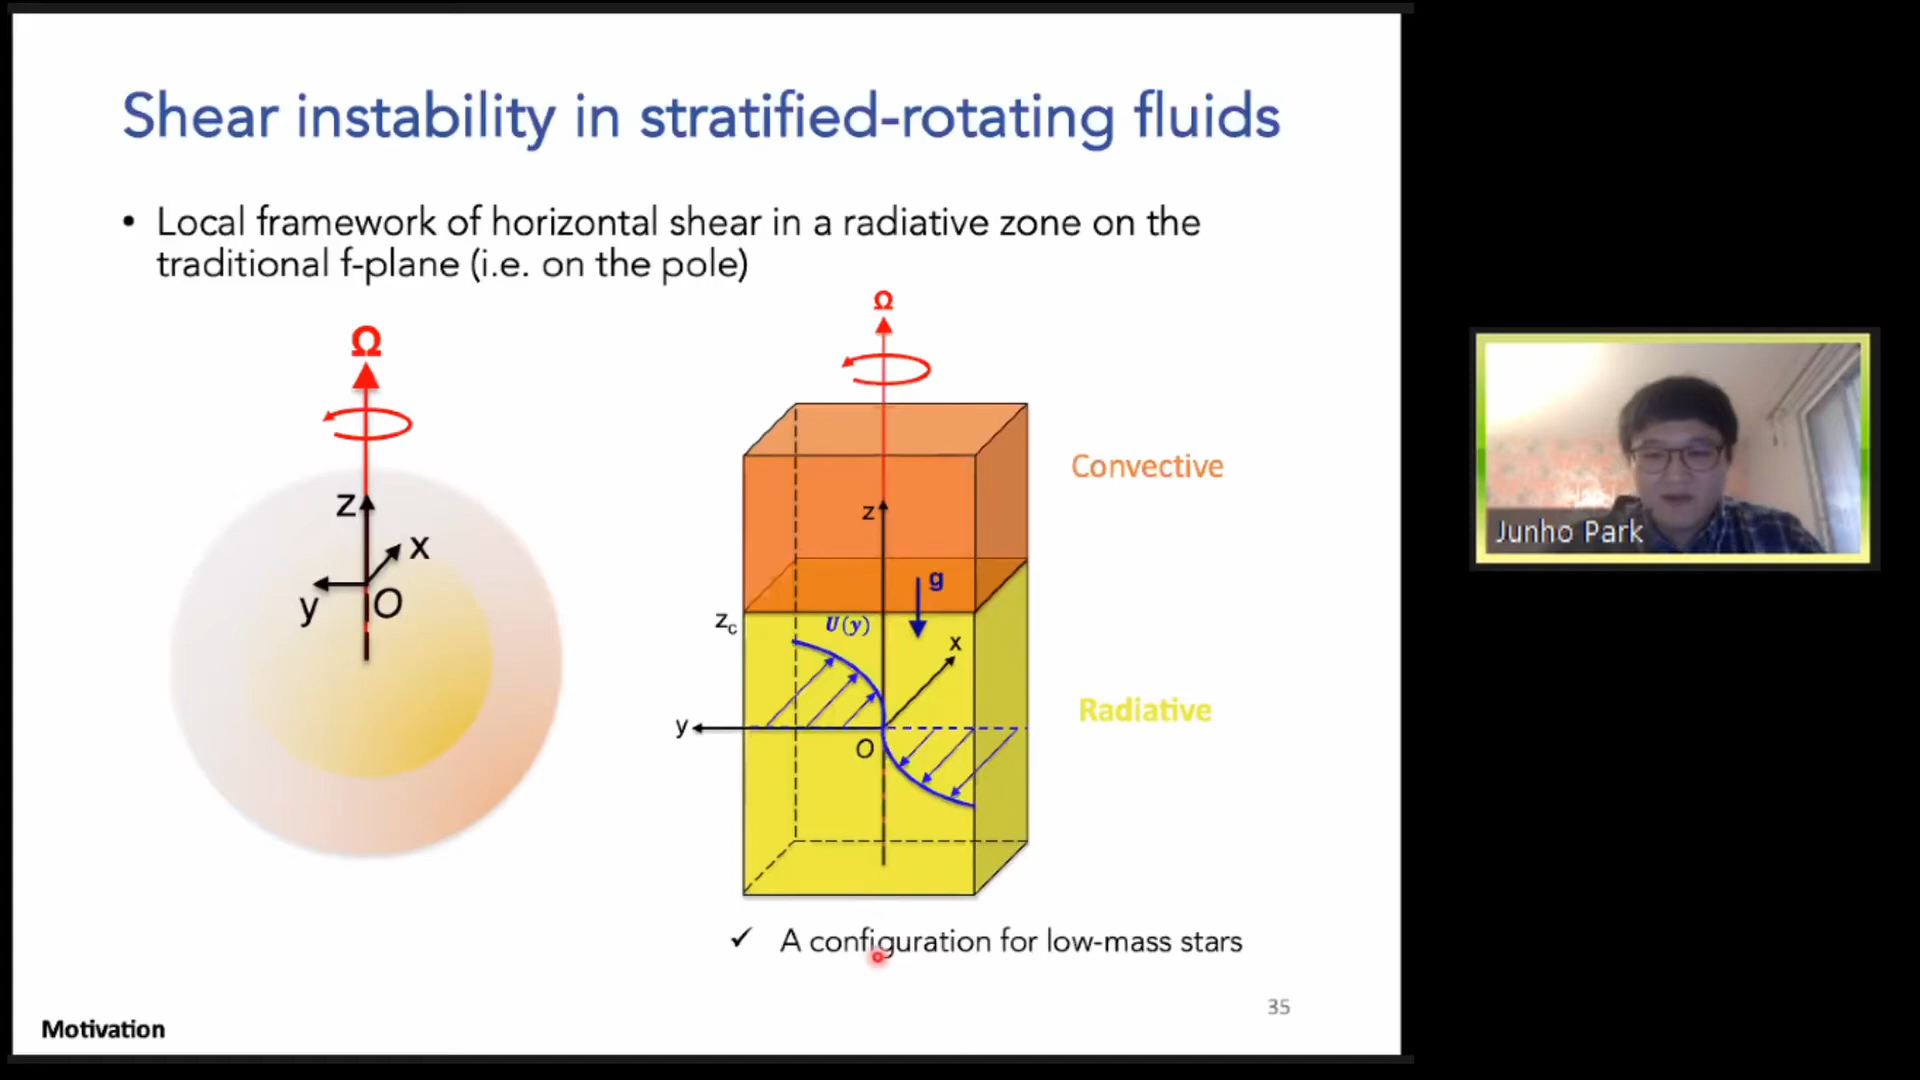 Shear instability in stratified-rotating fluids
• Local framework of horizontal shear in a radiative zone on the
traditional f-plane (i.e. on the pole)
Ω
z
x
y
O
Ω
Convective
z
g
zc
U(y)
x
Radiative
y
O
✓ A configuration for low-mass stars
35
Motivation
Junho Park